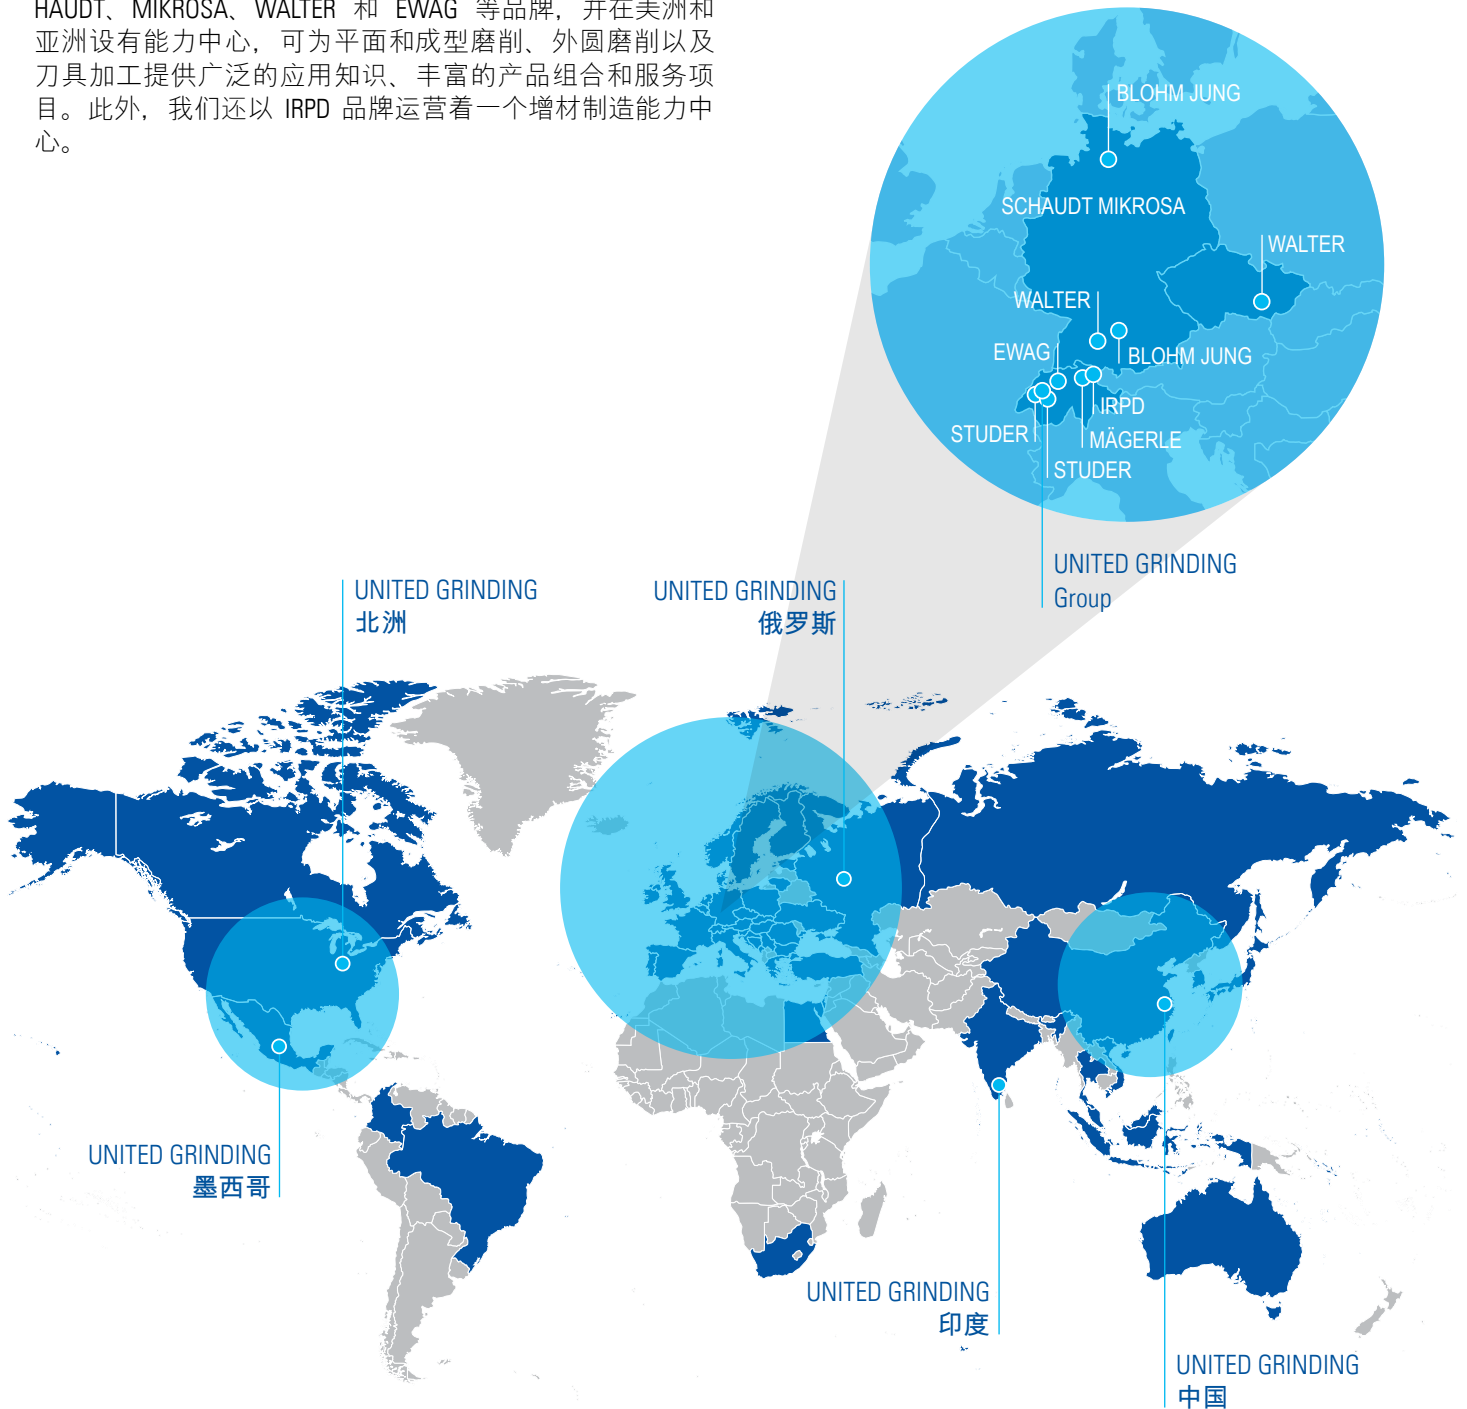 HAUDT、MIKROSA、WALTER 和 EWAG 等品牌，并在美洲和
亚洲设有能力中心，可为平面和成型磨削、外圆磨削以及
刀具加工提供广泛的应用知识、丰富的产品组合和服务项
目。此外，我们还以 IRPD 品牌运营着一个增材制造能力中
心。
BLOHM JUNG
SCHAUDT MIKROSA
WALTER
WALTER
EWAG
BLOHM JUNG
IRPD
STUDER
MÄGERLE
STUDER
UNITED GRINDING
Group
UNITED GRINDING
北洲
UNITED GRINDING
俄罗斯
UNITED GRINDING
墨西哥
UNITED GRINDING
印度
UNITED GRINDING
中国